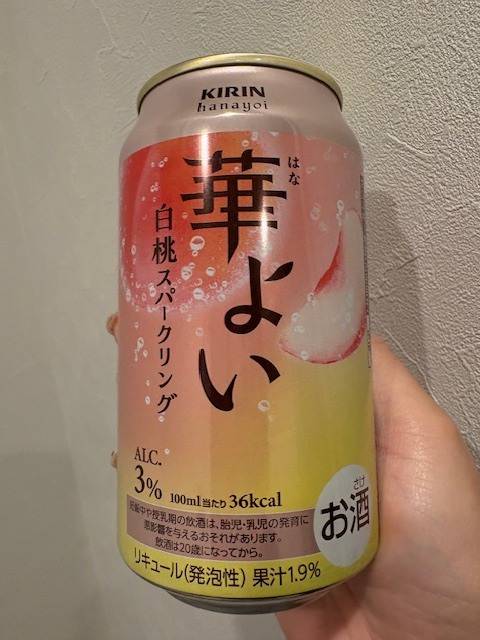 KIRIN
hanayoi
華よい
はな
白桃スパークリング
ALC.
3% 100ml当たり36kcal
妊娠中や授乳期の飲酒は、胎児・乳児の発育に
悪影響を与えるおそれがあります。
飲酒は20歳になってから。
さけ
お酒
リキュール(発泡性) 果汁1.9%